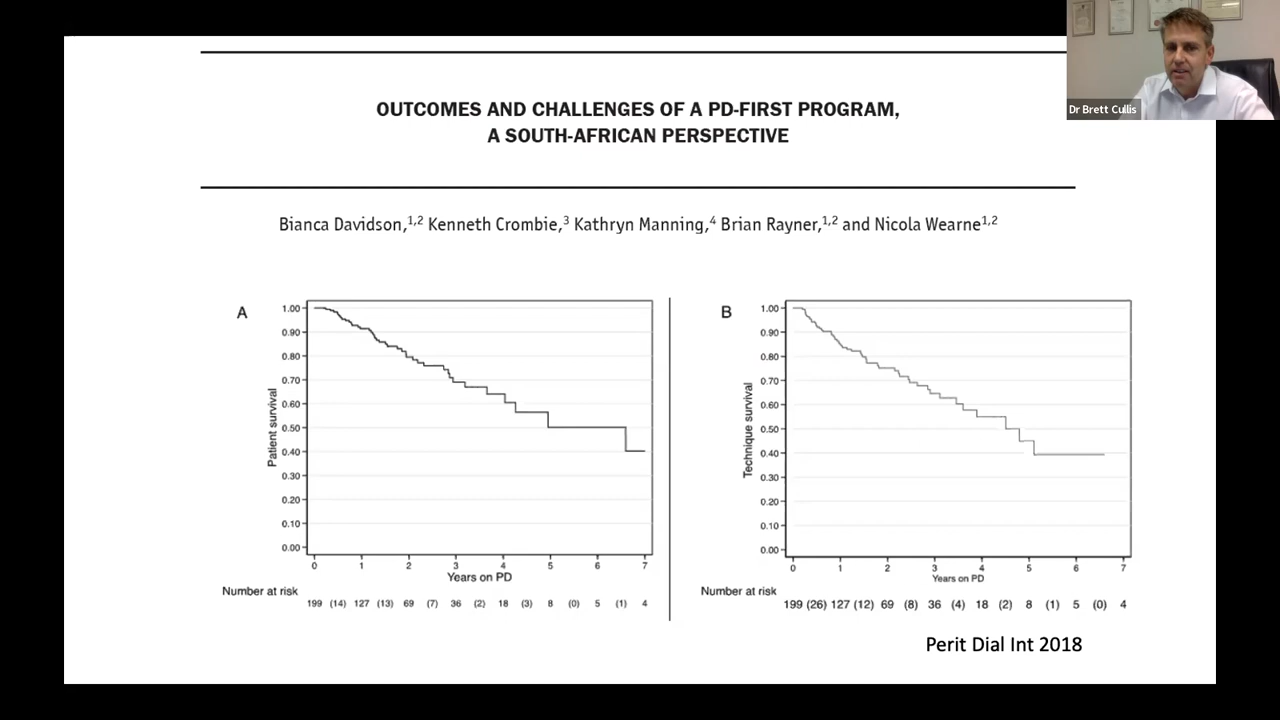 Dr Brett Cullis
OUTCOMES AND CHALLENGES OF A PD-FIRST PROGRAM,
A SOUTH-AFRICAN PERSPECTIVE
Bianca Davidson,1,2 Kenneth Crombie,3 Kathryn Manning,4 Brian Rayner,1,2 and Nicola Wearne1,2
A
Patient survival
1.00
0.90
0.80
0.70
0.60
0.50
0.40
0.30
0.20
0.10
0.00
0 1 2 3 4 5 6 7
Years on PD
Number at risk
199 (14) 127 (13) 69 (7) 36 (2) 18 (3) 8 (0) 5 (1) 4
B
Technique survival
1.00
0.90
0.80
0.70
0.60
0.50
0.40
0.30
0.20
0.10
0.00
0 1 2 3 4 5 6 7
Years on PD
Number at risk
199 (26) 127 (12) 69 (8) 36 (4) 18 (2) 8 (1) 5 (0) 4
Perit Dial Int 2018